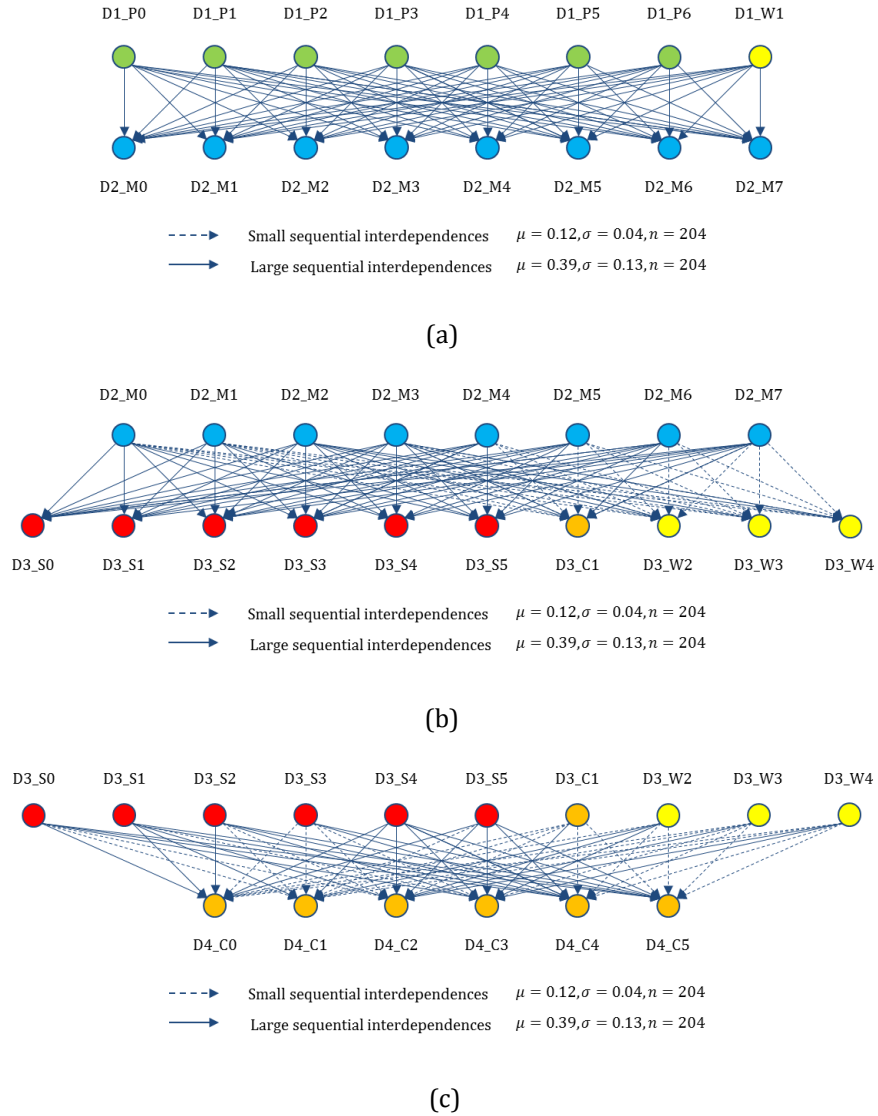 D1_P0 D1_P1 D1_P2 D1_P3 D1_P4 D1_P5 D1_P6 D1_W1
D2_M0 D2_M1 D2_M2 D2_M3 D2_M4 D2_M5 D2_M6 D2_M7
Small sequential interdependences μ = 0.12, σ = 0.04, n = 204
Large sequential interdependences μ = 0.39, σ = 0.13, n = 204
(a)
D2_M0 D2_M1 D2_M2 D2_M3 D2_M4 D2_M5 D2_M6 D2_M7
D3_S0 D3_S1 D3_S2 D3_S3 D3_S4 D3_S5 D3_C1 D3_W2 D3_W3 D3_W4
Small sequential interdependences μ = 0.12, σ = 0.04, n = 204
Large sequential interdependences μ = 0.39, σ = 0.13, n = 204
(b)
D3_S0 D3_S1 D3_S2 D3_S3 D3_S4 D3_S5 D3_C1 D3_W2 D3_W3 D3_W4
D4_C0 D4_C1 D4_C2 D4_C3 D4_C4 D4_C5
Small sequential interdependences μ = 0.12, σ = 0.04, n = 204
Large sequential interdependences μ = 0.39, σ = 0.13, n = 204
(c)